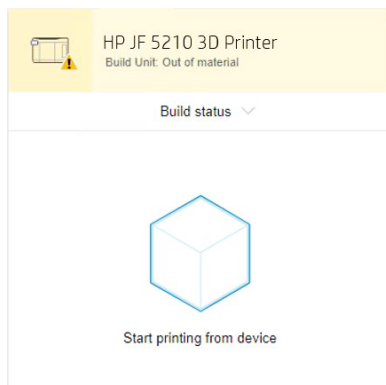 HP JF 5210 3D Printer
Build Unit: Out of material
Build status
Start printing from device